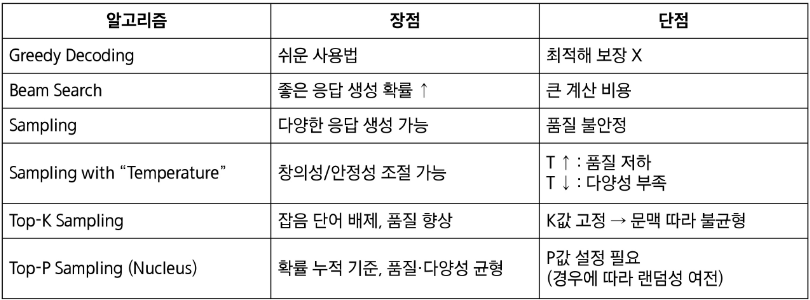 알고리즘 장점 단점
Greedy Decoding 쉬운 사용법 최적해 보장 X
Beam Search 좋은 응답 생성 확률 ↑ 큰 계산 비용
Sampling 다양한 응답 생성 가능 품질 불안정
Sampling with “Temperature” 창의성/안정성 조절 가능 T ↑ : 품질 저하
T ↓ : 다양성 부족
Top-K Sampling 잡음 단어 배제, 품질 향상 K값 고정 → 문맥 따라 불균형
Top-P Sampling (Nucleus) 확률 누적 기준, 품질·다양성 균형 P값 설정 필요
(경우에 따라 랜덤성 여전)